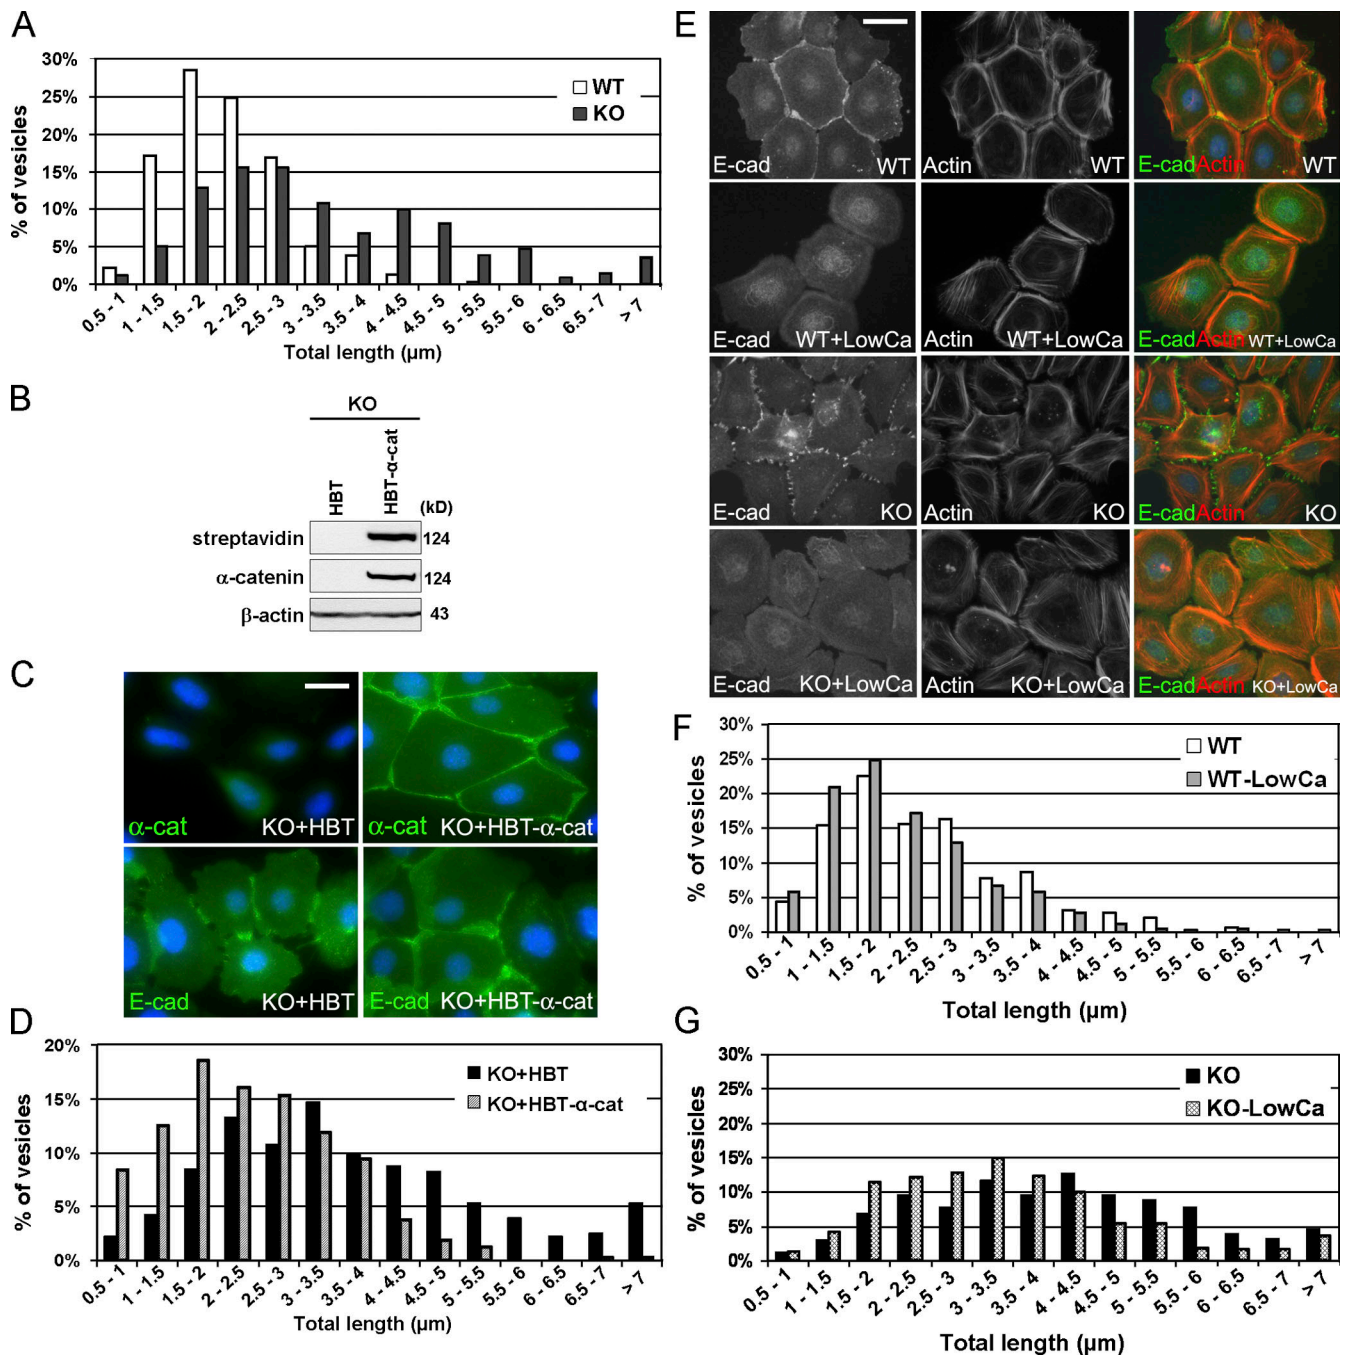 A
30%
25%
20%
15%
10%
5%
0%
% of vesicles
WT
KO
0.5 - 1
1 - 1.5
1.5 - 2
2 - 2.5
2.5 - 3
3 - 3.5
3.5 - 4
4 - 4.5
4.5 - 5
5 - 5.5
5.5 - 6
6 - 6.5
6.5 - 7
> 7
Total length (µm)
B
KO
HBT
HBT-α-cat
(kD)
streptavidin
124
α-catenin
124
β-actin
43
C
α-cat KO+HBT
α-cat KO+HBT-α-cat
E-cad KO+HBT
E-cad KO+HBT-α-cat
D
20%
15%
10%
5%
0%
% of vesicles
KO+HBT
KO+HBT-α-cat
0.5 - 1
1 - 1.5
1.5 - 2
2 - 2.5
2.5 - 3
3 - 3.5
3.5 - 4
4 - 4.5
4.5 - 5
5 - 5.5
5.5 - 6
6 - 6.5
6.5 - 7
> 7
Total length (µm)
E
E-cad WT
Actin WT
E-cadActin WT
E-cad WT+LowCa
Actin WT+LowCa
E-cadActin WT+LowCa
E-cad KO
Actin KO
E-cadActin KO
E-cad KO+LowCa
Actin KO+LowCa
E-cadActin KO+LowCa
F
30%
25%
20%
15%
10%
5%
0%
% of vesicles
WT
WT-LowCa
0.5 - 1
1 - 1.5
1.5 - 2
2 - 2.5
2.5 - 3
3 - 3.5
3.5 - 4
4 - 4.5
4.5 - 5
5 - 5.5
5.5 - 6
6 - 6.5
6.5 - 7
> 7
Total length (µm)
G
30%
25%
20%
15%
10%
5%
0%
% of vesicles
KO
KO-LowCa
0.5 - 1
1 - 1.5
1.5 - 2
2 - 2.5
2.5 - 3
3 - 3.5
3.5 - 4
4 - 4.5
4.5 - 5
5 - 5.5
5.5 - 6
6 - 6.5
6.5 - 7
> 7
Total length (µm)